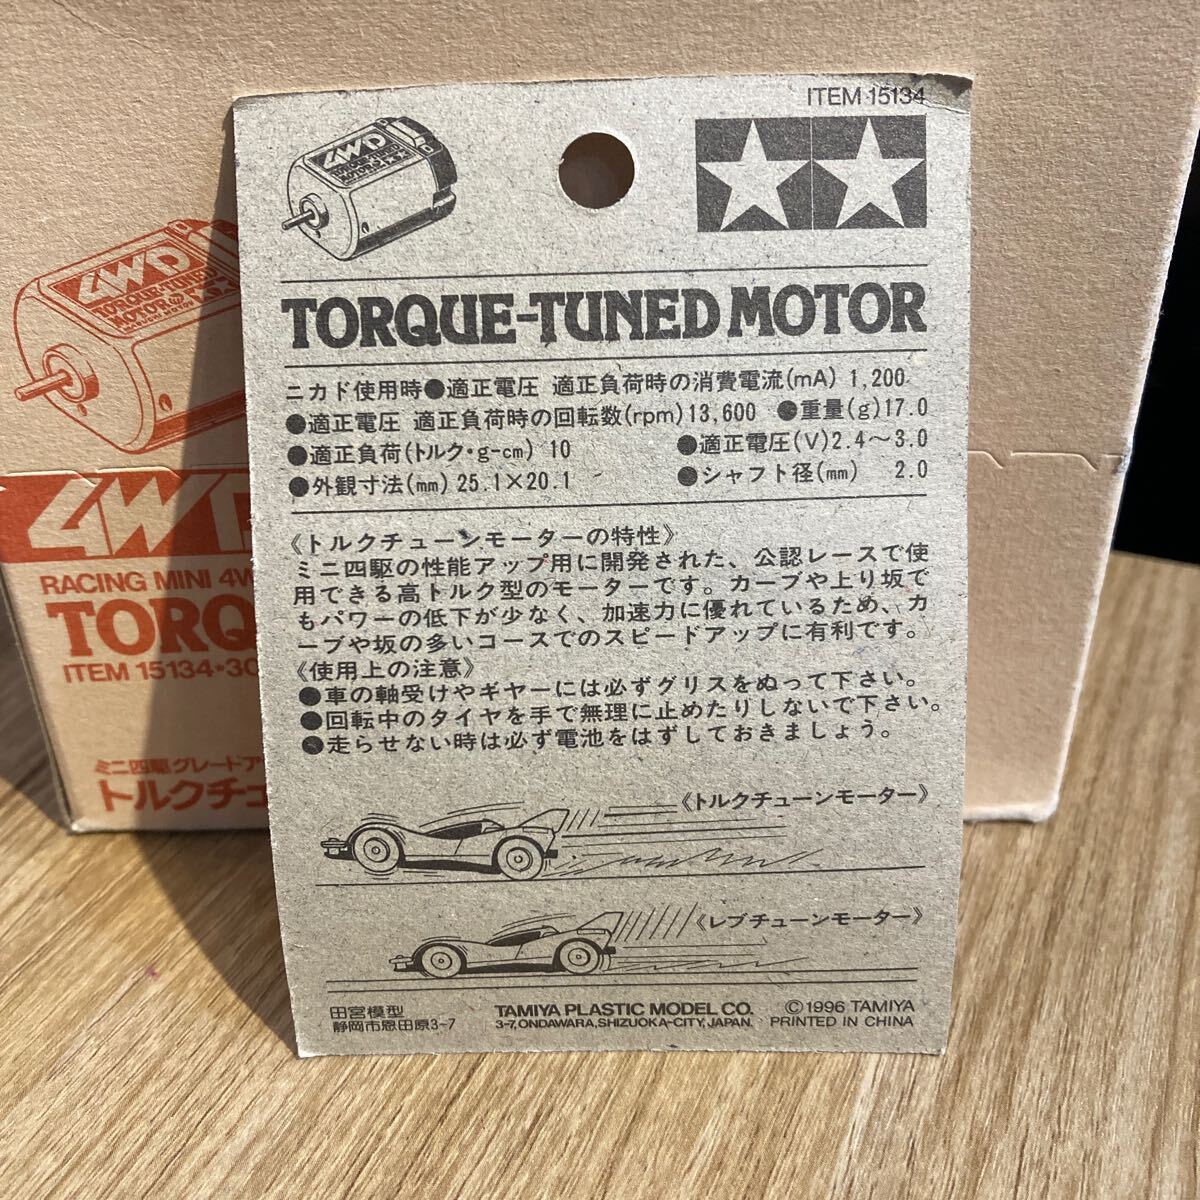 ITEM 15134
4WD
TORQUE-TUNED
MOTOR
TORQUE-TUNED MOTOR
ニカド使用時●適正電圧 適正負荷時の消費電流(mA) 1,200
●適正電圧 適正負荷時の回転数(rpm)13,600 ●重量(g)17.0
●適正負荷(トルク・g-cm) 10 ●適正電圧(V)2.4〜3.0
●外観寸法(mm)25.1×20.1 ●シャフト径(mm) 2.0
《トルクチューンモーターの特性》
ミニ四駆の性能アップ用に開発された、公認レースで使
用できる高トルク型のモーターです。カーブや上り坂で
もパワーの低下が少なく、加速力に優れているため、カ
ーブや坂の多いコースでのスピードアップに有利です。
《使用上の注意》
●車の軸受けやギヤーには必ずグリスをぬって下さい。
●回転中のタイヤを手で無理に止めたりしないで下さい。
●走らせない時は必ず電池をはずしておきましょう。
《トルクチューンモーター》
《レブチューンモーター》
田宮模型
静岡市恩田原3-7
TAMIYA PLASTIC MODEL CO.
3-7, ONDAWARA, SHIZUOKA-CITY, JAPAN.
©1996 TAMIYA
PRINTED IN CHINA
4WD
TORQUE-TUNED
MOTOR
4WD
RACING MINI 4W
TORQ
ITEM 15134★30
ミニ四駆グレードア
トルクチュ